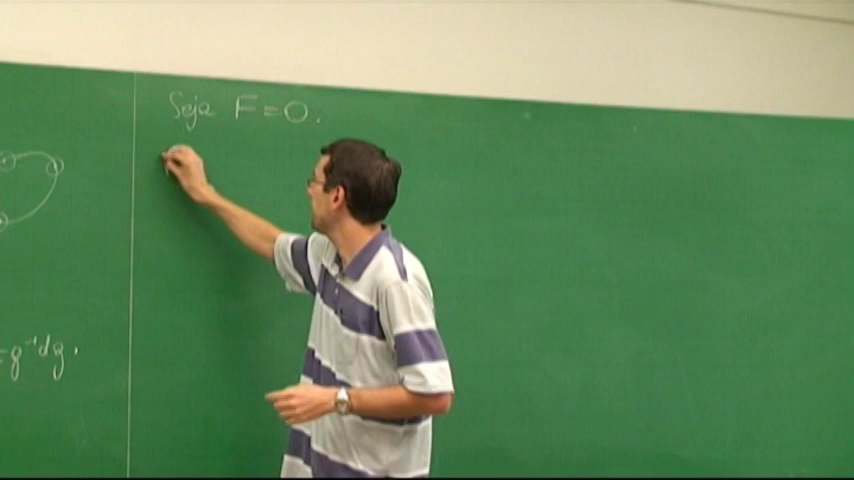 Seja F = 0.
= g⁻¹dg.